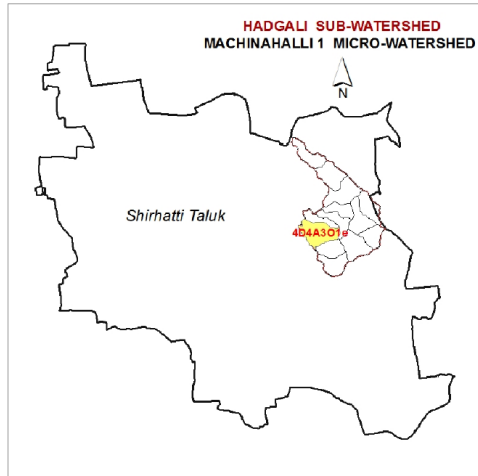 HADGALI SUB-WATERSHED
MACHINAHALLI 1 MICRO-WATERSHED
N
Shirhatti Taluk
4D4A3O1e